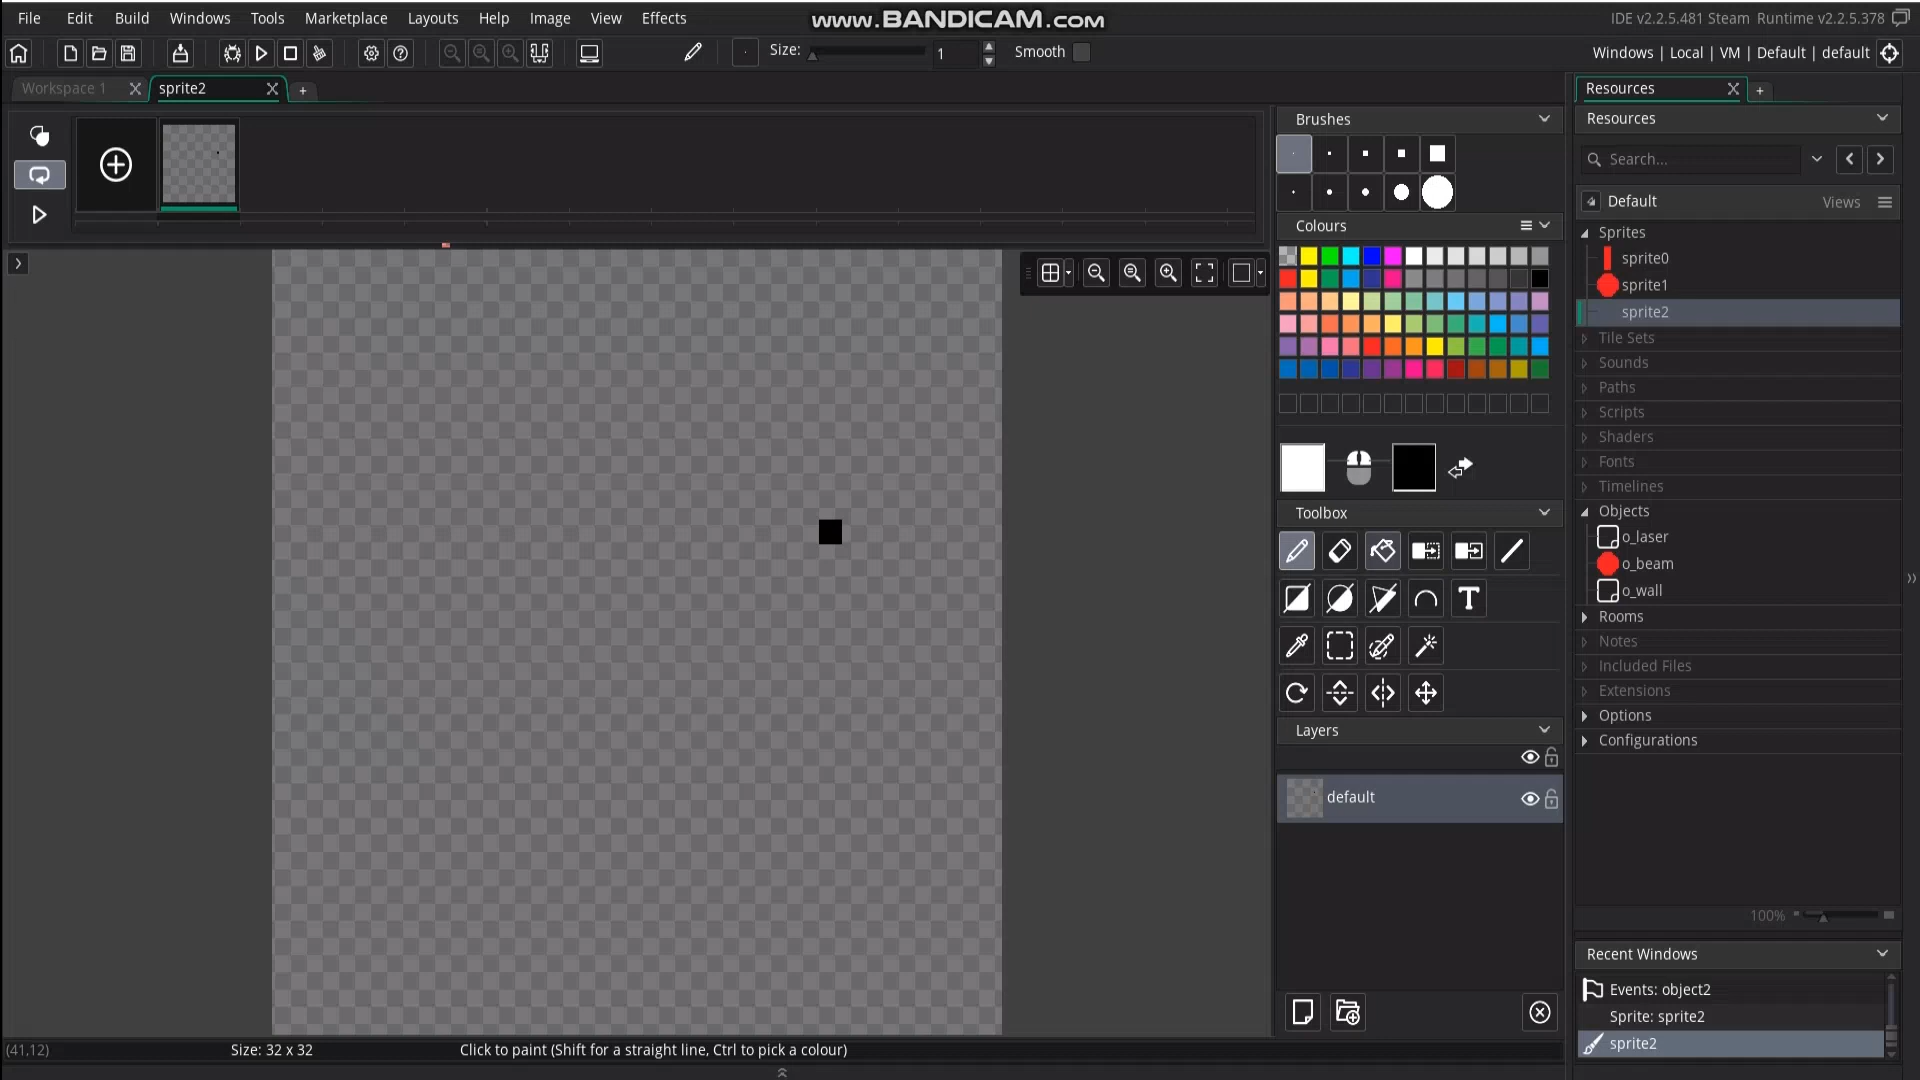 File Edit Build Windows Tools Marketplace Layouts Help Image View Effects
www.BANDICAM.com
IDE v2.2.5.481 Steam Runtime v2.2.5.378
Size: 1 Smooth
Windows | Local | VM | Default | default
Workspace 1
sprite2
Resources
Brushes
Resources
Search...
Default Views
Colours
Sprites
sprite0
sprite1
sprite2
Tile Sets
Sounds
Paths
Scripts
Shaders
Fonts
Timelines
Objects
o_laser
o_beam
o_wall
Rooms
Notes
Included Files
Extensions
Options
Configurations
Toolbox
T
Layers
default
100%
Recent Windows
Events: object2
Sprite: sprite2
sprite2
(41,12) Size: 32 x 32 Click to paint (Shift for a straight line, Ctrl to pick a colour)